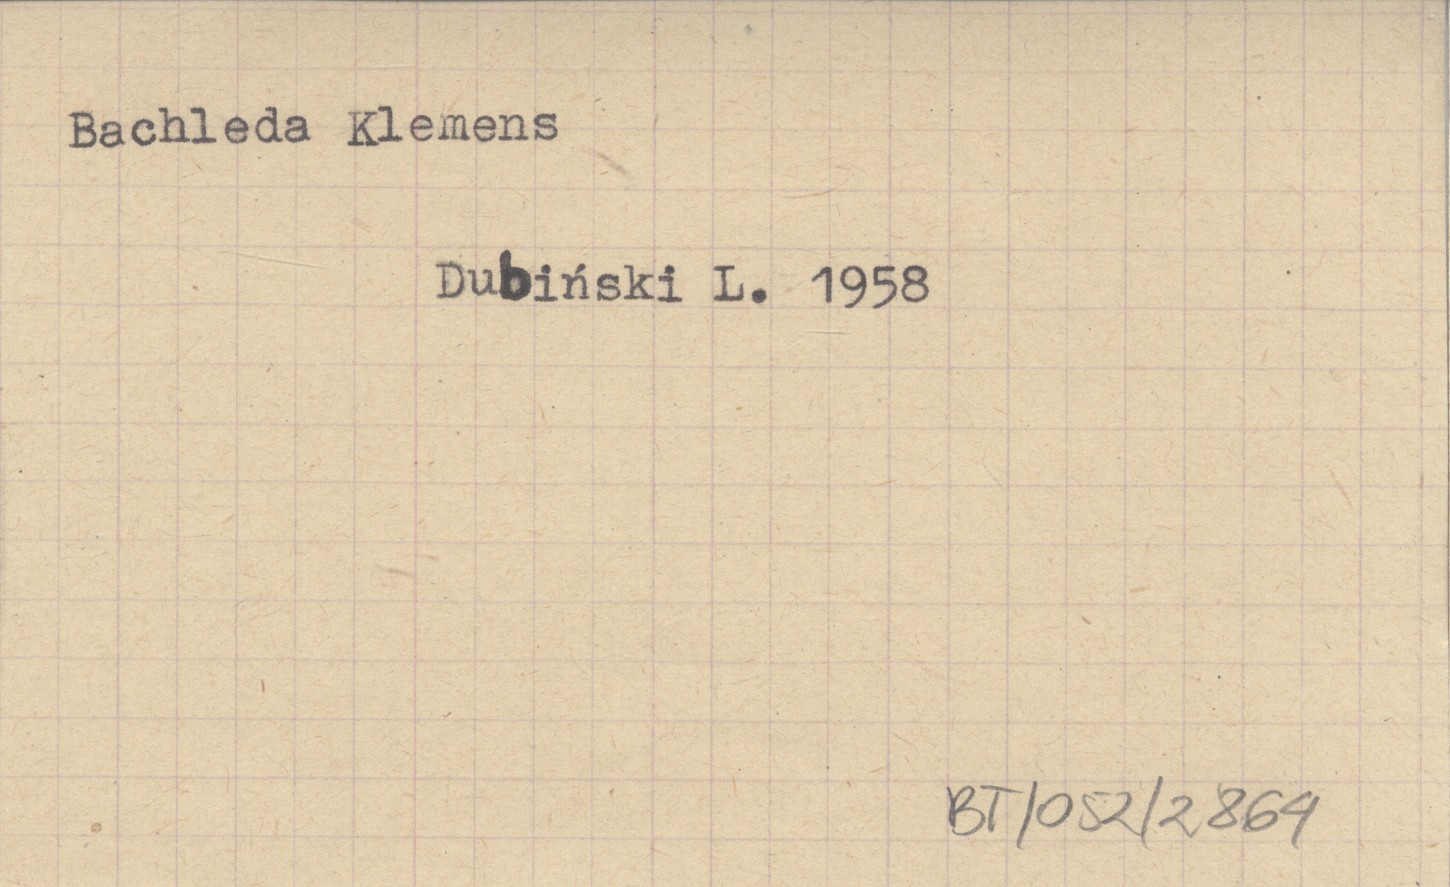 Bachleda Klemens
Dubiński L. 1958
BT/052/2864